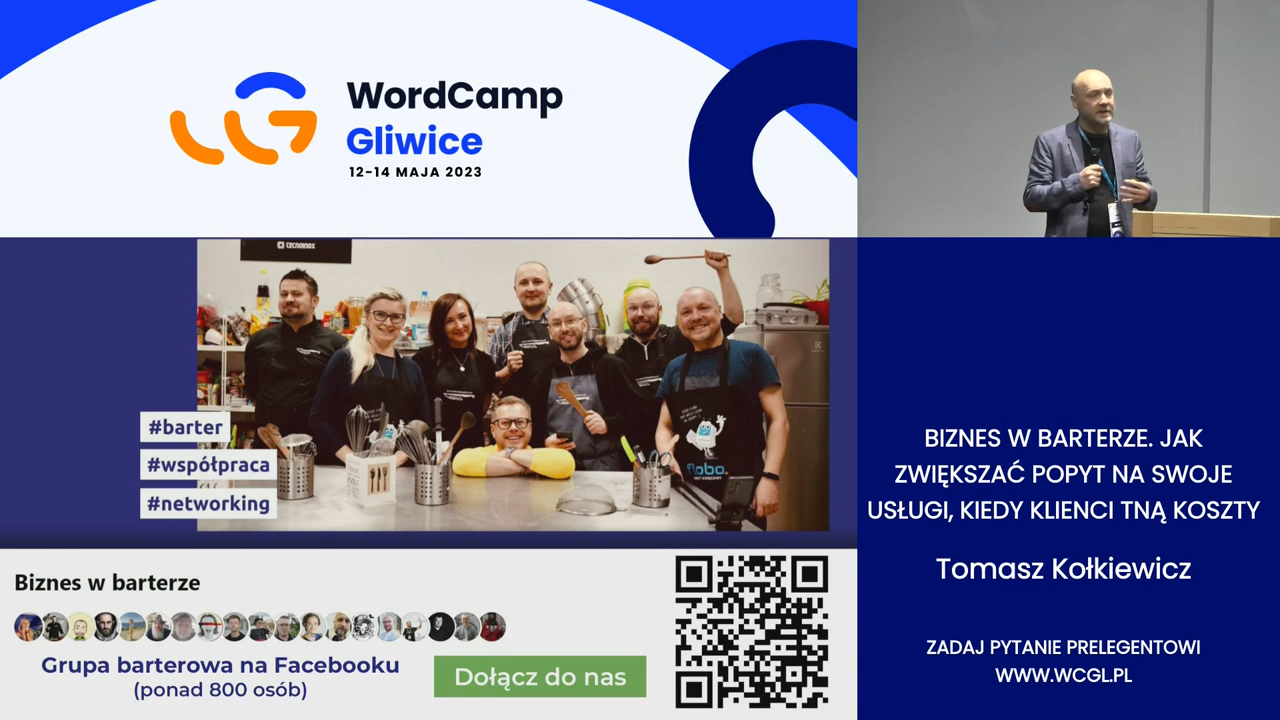 WordCamp
Gliwice
12-14 MAJA 2023
tecnoinox
#barter
#współpraca
#networking
flobo.
Biznes w barterze
Grupa barterowa na Facebooku
(ponad 800 osób)
Dołącz do nas
BIZNES W BARTERZE. JAK
ZWIĘKSZAĆ POPYT NA SWOJE
USŁUGI, KIEDY KLIENCI TNĄ KOSZTY
Tomasz Kołkiewicz
ZADAJ PYTANIE PRELEGENTOWI
WWW.WCGL.PL